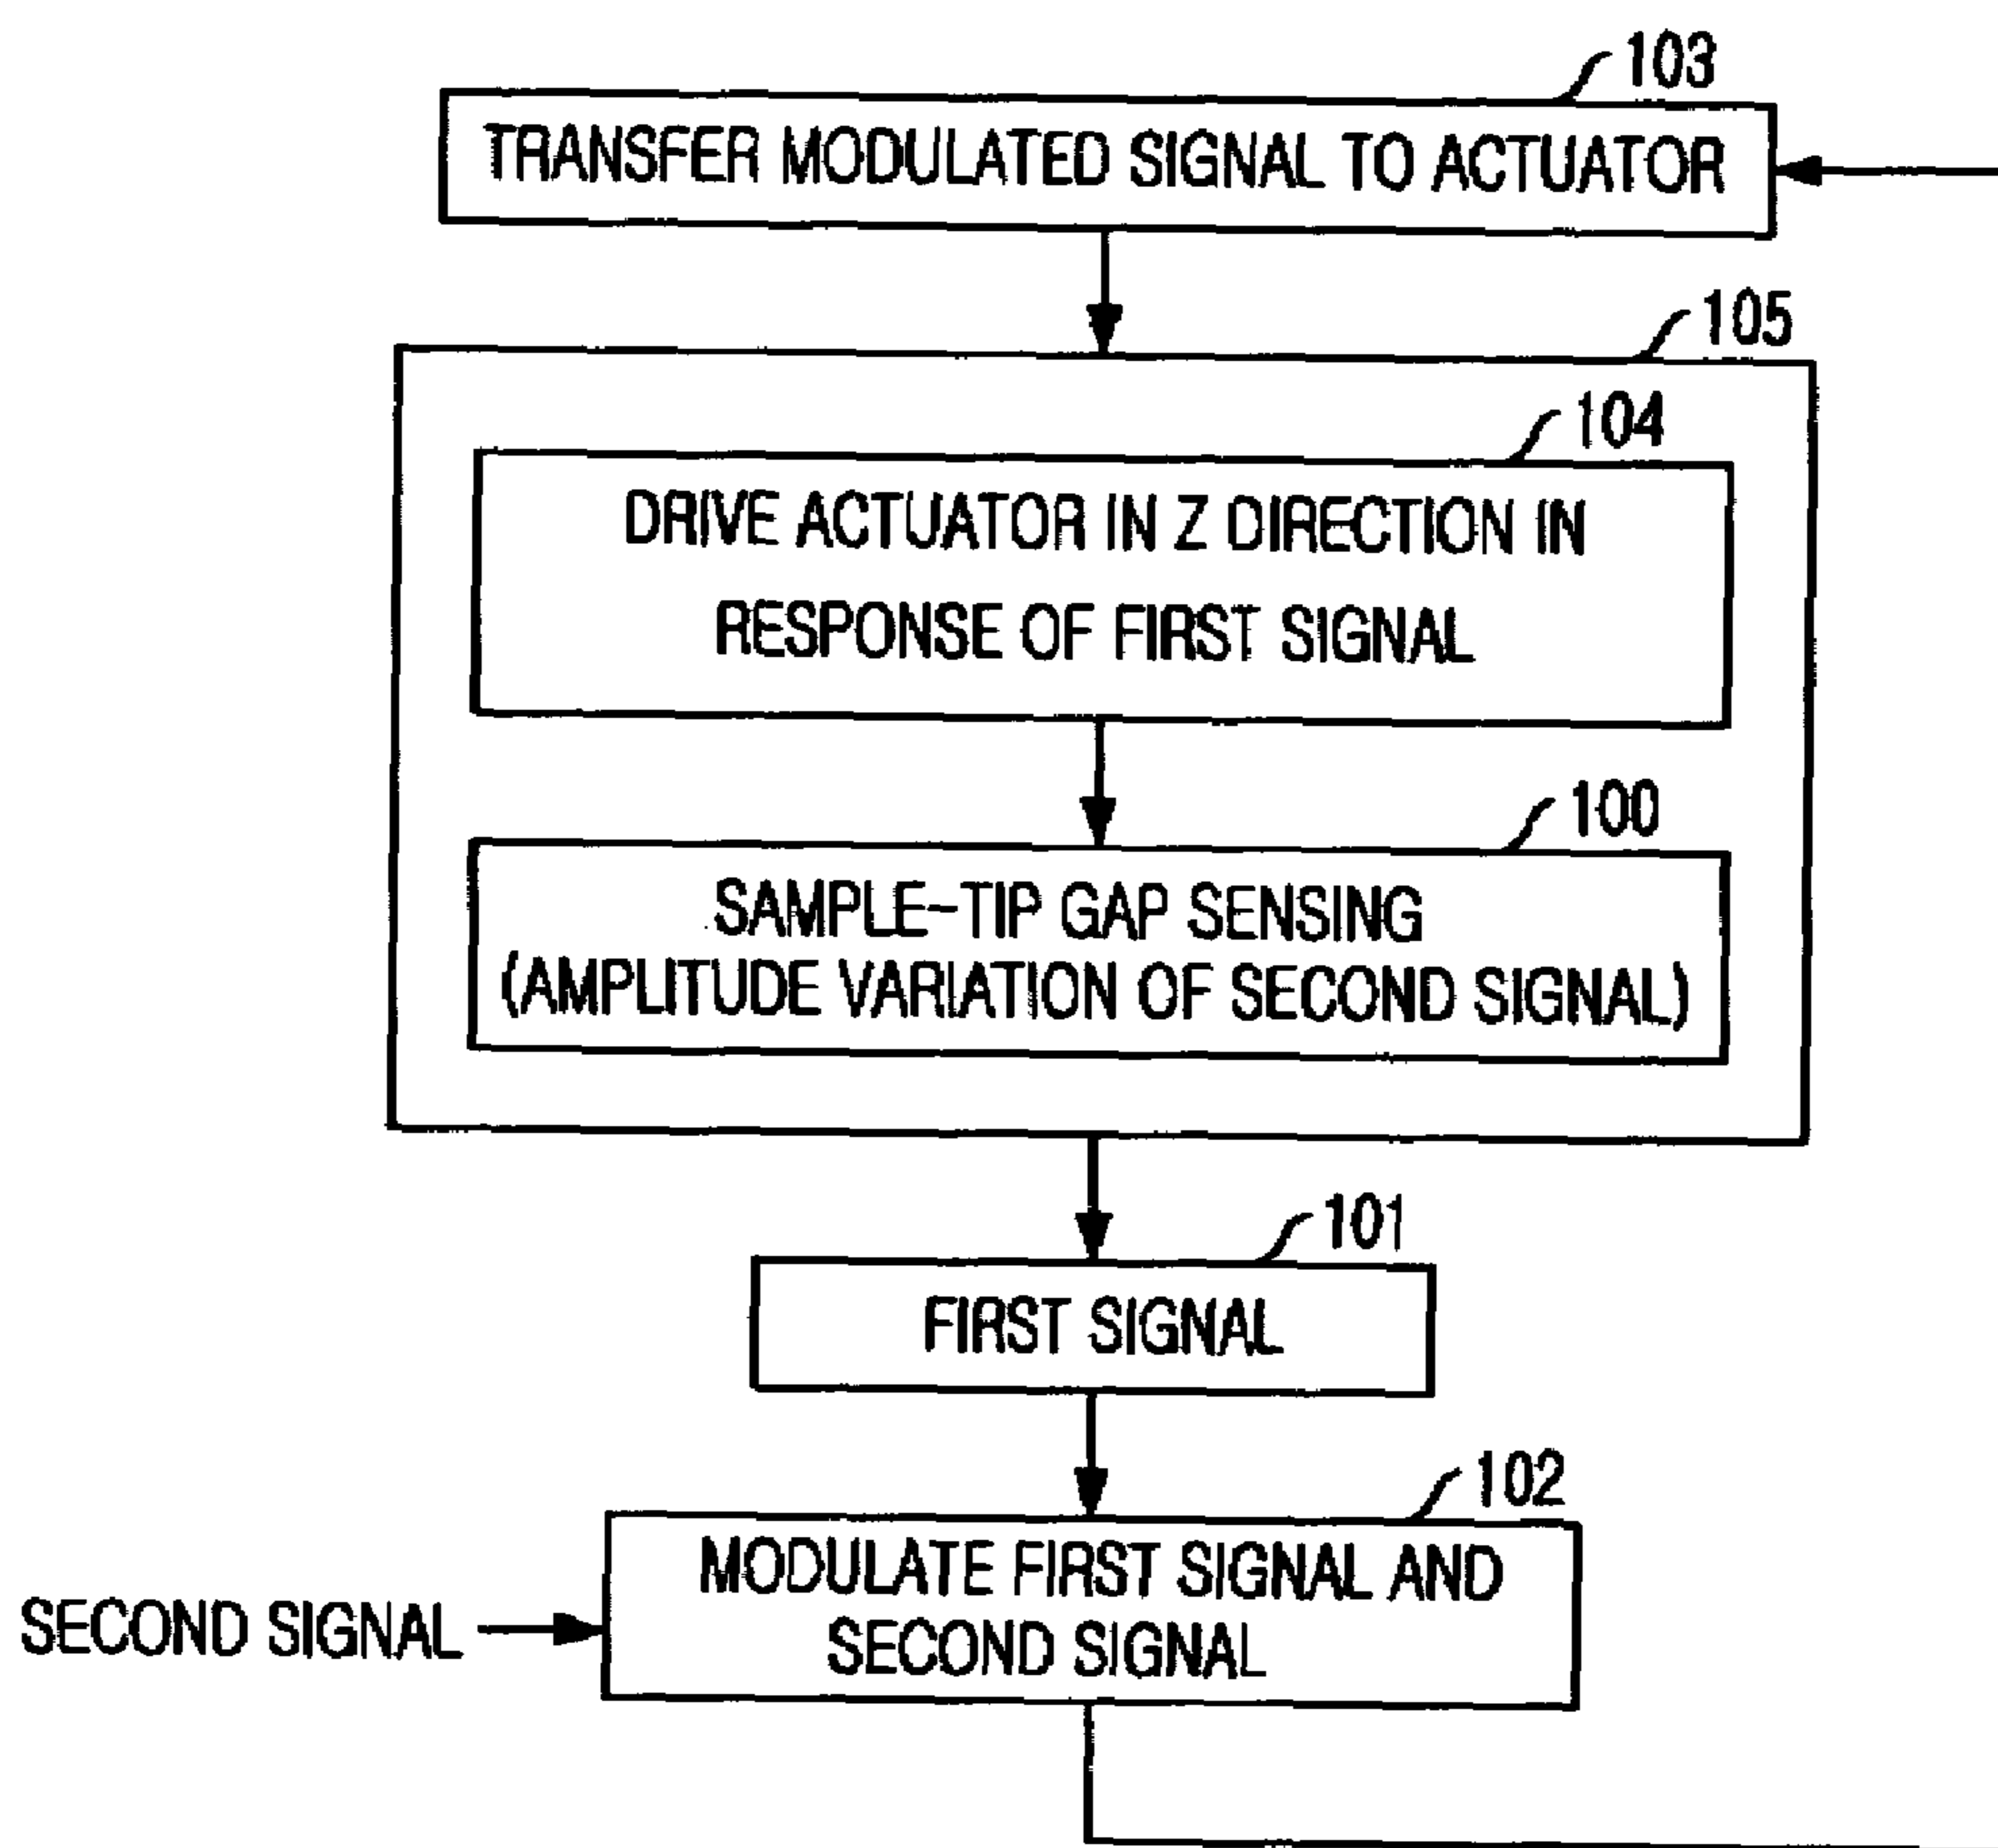 103
TRANSFER MODULATED SIGNAL TO ACTUATOR
105
104
DRIVE ACTUATOR IN Z DIRECTION IN
RESPONSE OF FIRST SIGNAL
100
SAMPLE-TIP GAP SENSING
(AMPLITUDE VARIATION OF SECOND SIGNAL)
101
FIRST SIGNAL
102
MODULATE FIRST SIGNAL AND
SECOND SIGNAL
SECOND SIGNAL